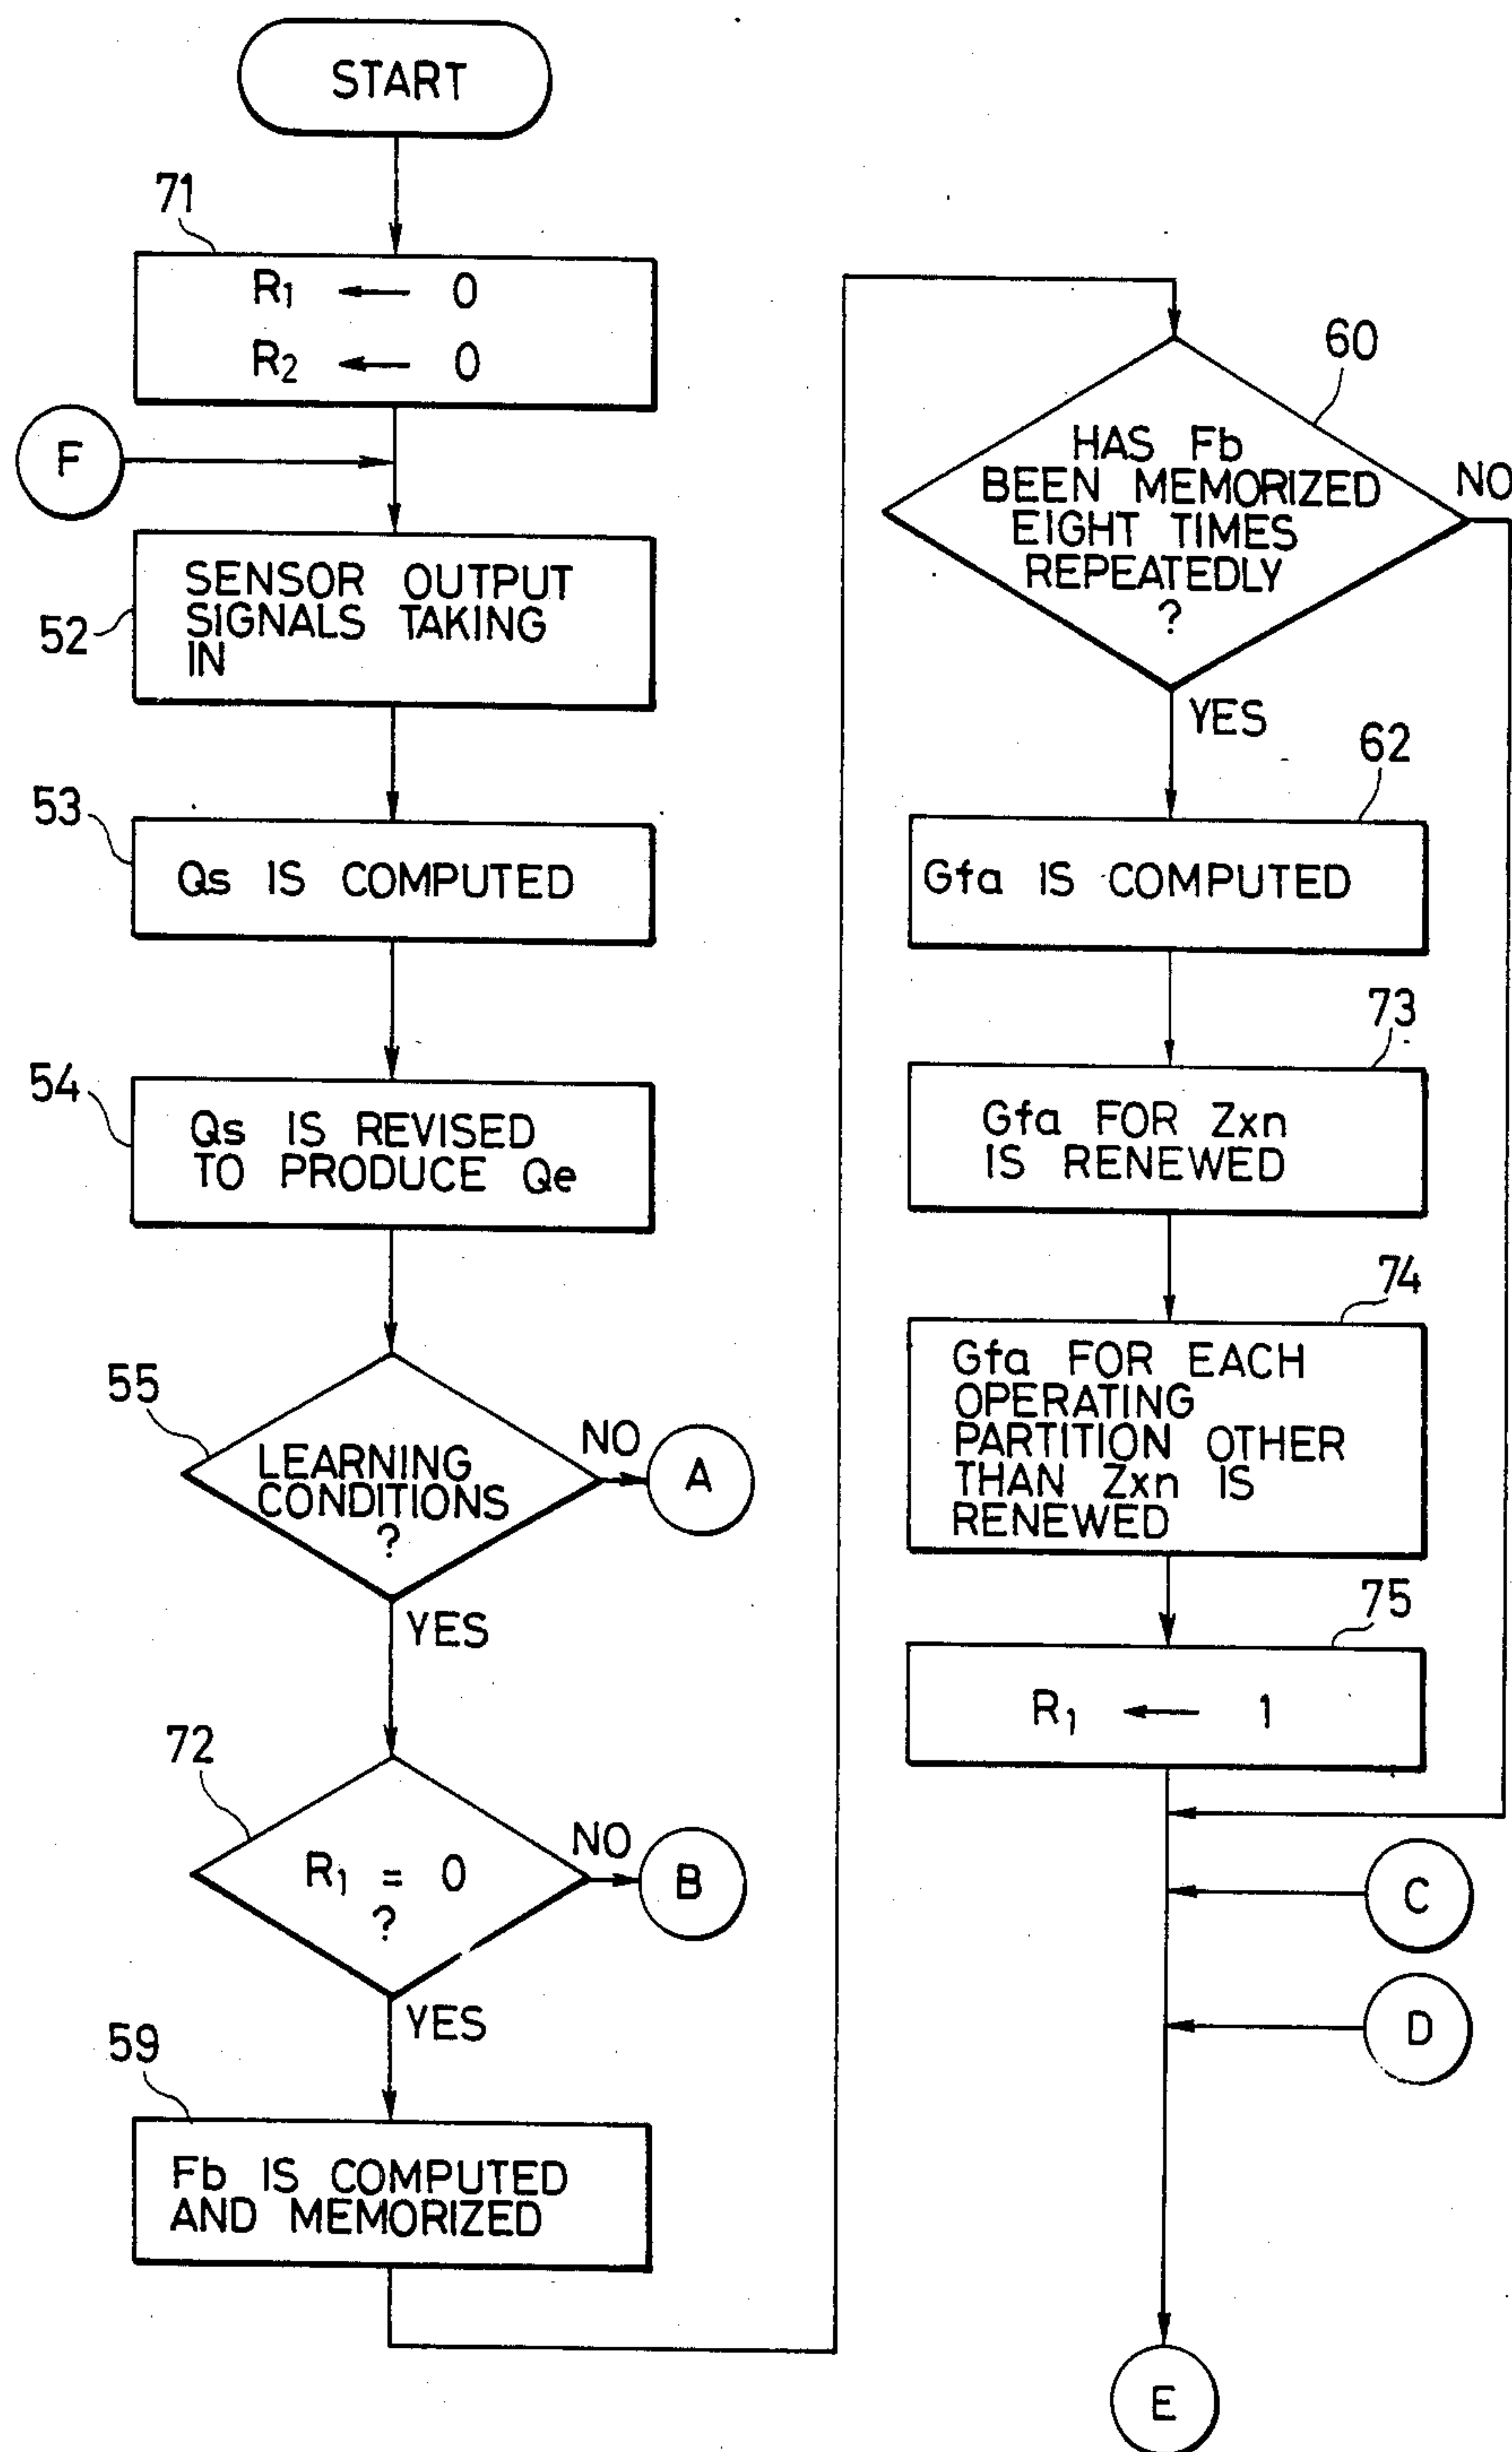 START
71
R1 ← 0
R2 ← 0
F
52
SENSOR OUTPUT
SIGNALS TAKING
IN
53
Qs IS COMPUTED
54
Qs IS REVISED
TO PRODUCE Qe
55
LEARNING
CONDITIONS
?
NO
A
YES
72
R1 = 0
?
NO
B
YES
59
Fb IS COMPUTED
AND MEMORIZED
60
HAS Fb
BEEN MEMORIZED
EIGHT TIMES
REPEATEDLY
?
NO
YES
62
Gfa IS COMPUTED
73
Gfa FOR Zxn
IS RENEWED
74
Gfa FOR EACH
OPERATING
PARTITION OTHER
THAN Zxn IS
RENEWED
75
R1 ← 1
C
D
E